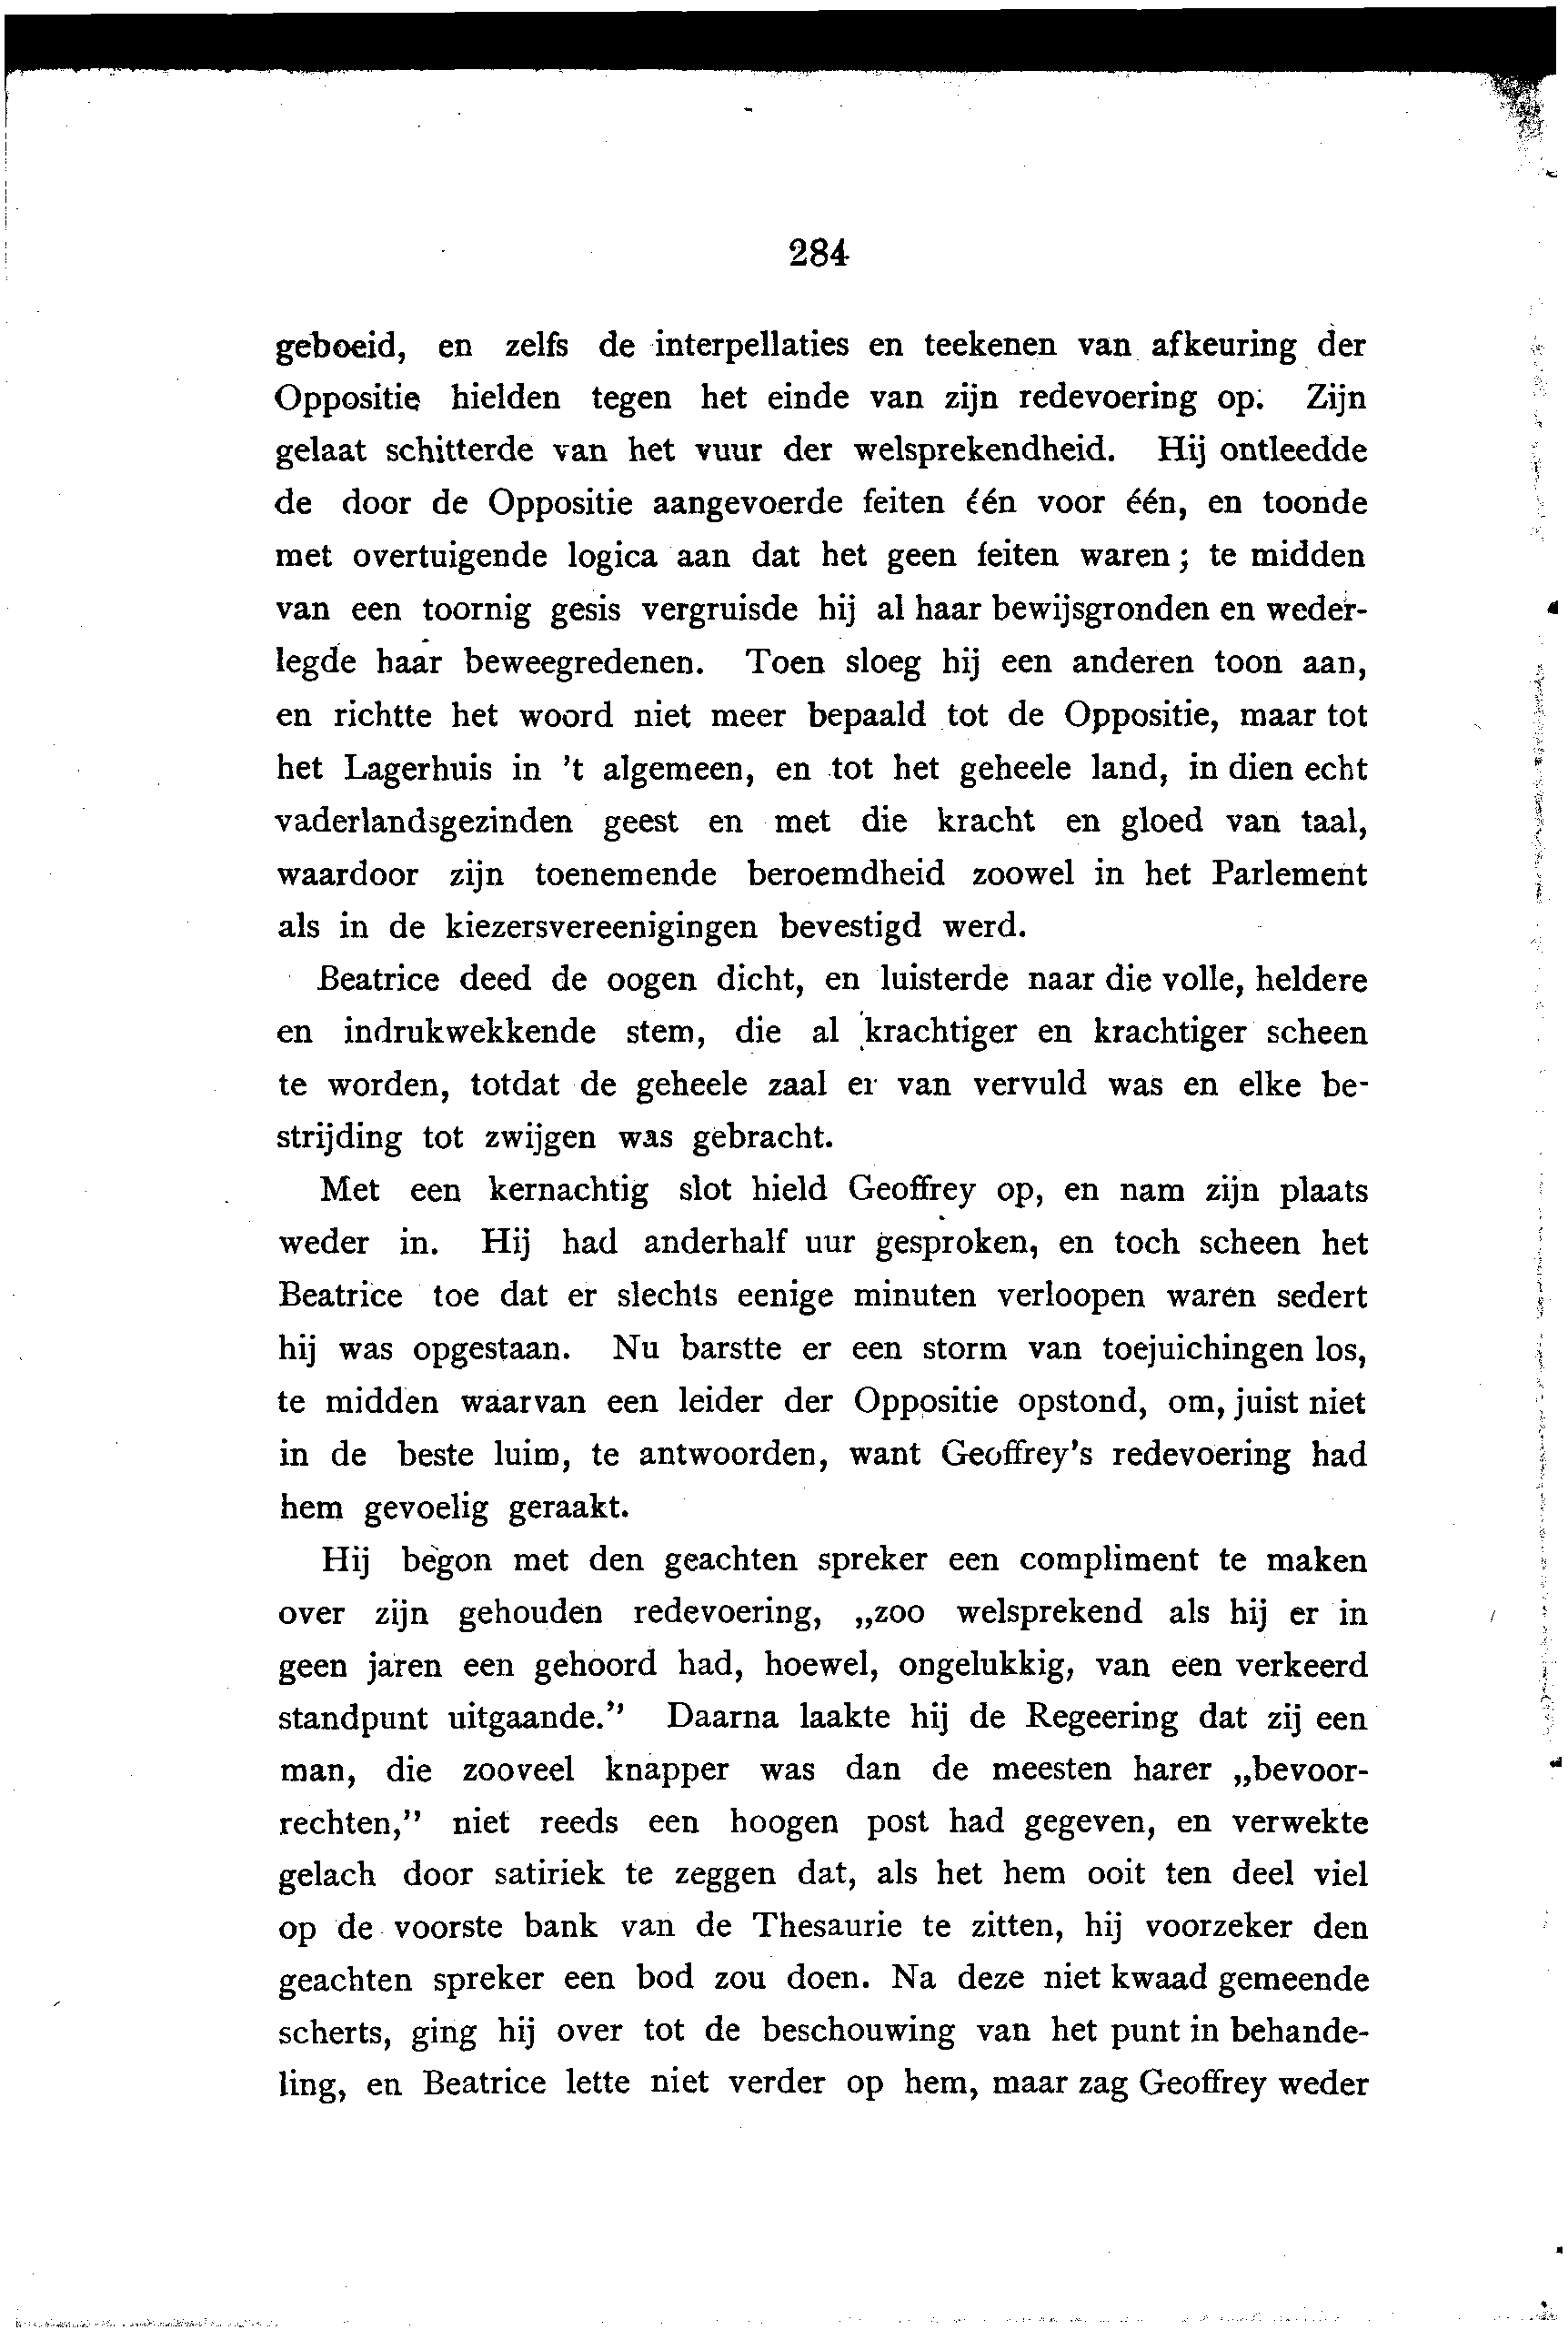 284
geboeid, en zelfs de interpellaties en teekenen van afkeuring der
Oppositie hielden tegen het einde van zijn redevoering op. Zijn
gelaat schitterde van het vuur der welsprekendheid. Hij ontleedde
de door de Oppositie aangevoerde feiten één voor één, en toonde
met overtuigende logica aan dat het geen feiten waren; te midden
van een toornig gesis vergruisde hij al haar bewijsgronden en weder-
legde haar beweegredenen. Toen sloeg hij een anderen toon aan,
en richtte het woord niet meer bepaald tot de Oppositie, maar tot
het Lagerhuis in 't algemeen, en tot het geheele land, in dien echt
vaderlandsgezinden geest en met die kracht en gloed van taal,
waardoor zijn toenemende beroemdheid zoowel in het Parlement
als in de kiezersvereenigingen bevestigd werd.
Beatrice deed de oogen dicht, en luisterde naar die volle, heldere
en indrukwekkende stem, die al krachtiger en krachtiger scheen
te worden, totdat de geheele zaal er van vervuld was en elke be-
strijding tot zwijgen was gebracht.
Met een kernachtig slot hield Geoffrey op, en nam zijn plaats
weder in. Hij had anderhalf uur gesproken, en toch scheen het
Beatrice toe dat er slechts eenige minuten verloopen waren sedert
hij was opgestaan. Nu barstte er een storm van toejuichingen los,
te midden waarvan een leider der Oppositie opstond, om, juist niet
in de beste luim, te antwoorden, want Geoffrey's redevoering had
hem gevoelig geraakt.
Hij begon met den geachten spreker een compliment te maken
over zijn gehouden redevoering, „zoo welsprekend als hij er in
geen jaren een gehoord had, hoewel, ongelukkig, van een verkeerd
standpunt uitgaande.” Daarna laakte hij de Regeering dat zij een
man, die zooveel knapper was dan de meesten harer „bevoor-
rechten,” niet reeds een hoogen post had gegeven, en verwekte
gelach door satiriek te zeggen dat, als het hem ooit ten deel viel
op de voorste bank van de Thesaurie te zitten, hij voorzeker den
geachten spreker een bod zou doen. Na deze niet kwaad gemeende
scherts, ging hij over tot de beschouwing van het punt in behande-
ling, en Beatrice lette niet verder op hem, maar zag Geoffrey weder